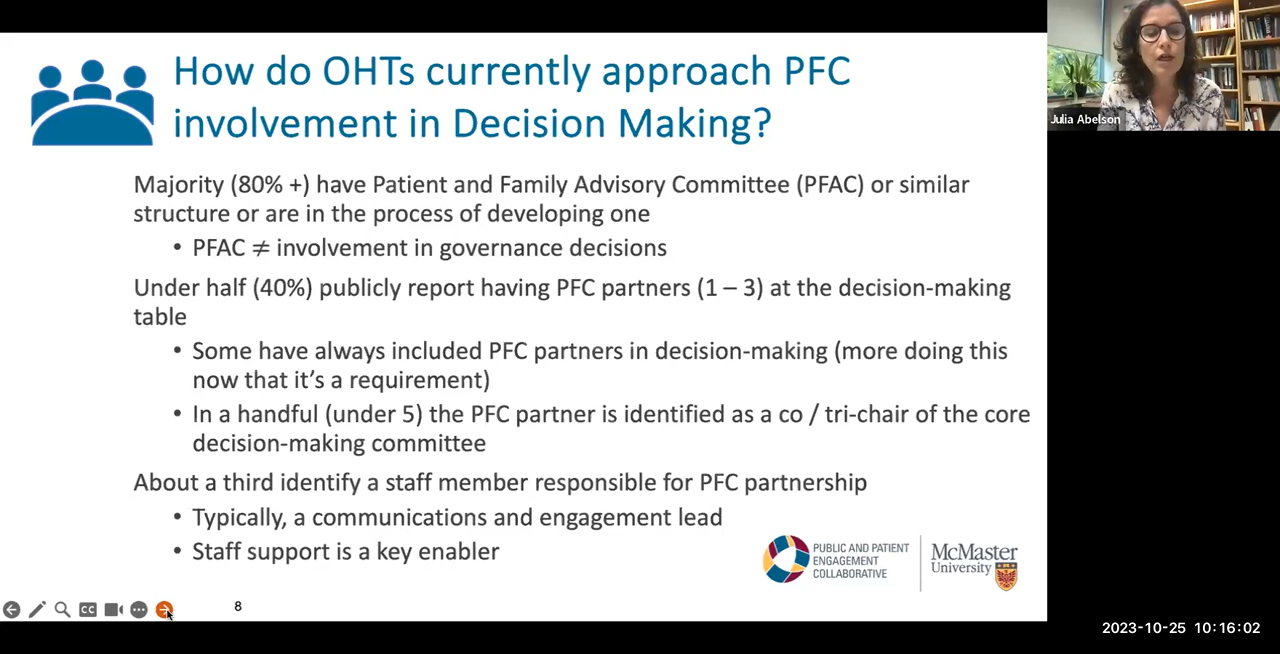 How do OHTs currently approach PFC
involvement in Decision Making?
Julia Abelson
Majority (80% +) have Patient and Family Advisory Committee (PFAC) or similar
structure or are in the process of developing one
• PFAC ≠ involvement in governance decisions
Under half (40%) publicly report having PFC partners (1 – 3) at the decision-making
table
• Some have always included PFC partners in decision-making (more doing this
now that it’s a requirement)
• In a handful (under 5) the PFC partner is identified as a co / tri-chair of the core
decision-making committee
About a third identify a staff member responsible for PFC partnership
• Typically, a communications and engagement lead
• Staff support is a key enabler
PUBLIC AND PATIENT
ENGAGEMENT
COLLABORATIVE
McMaster
University
CC
8
2023-10-25 10:16:02